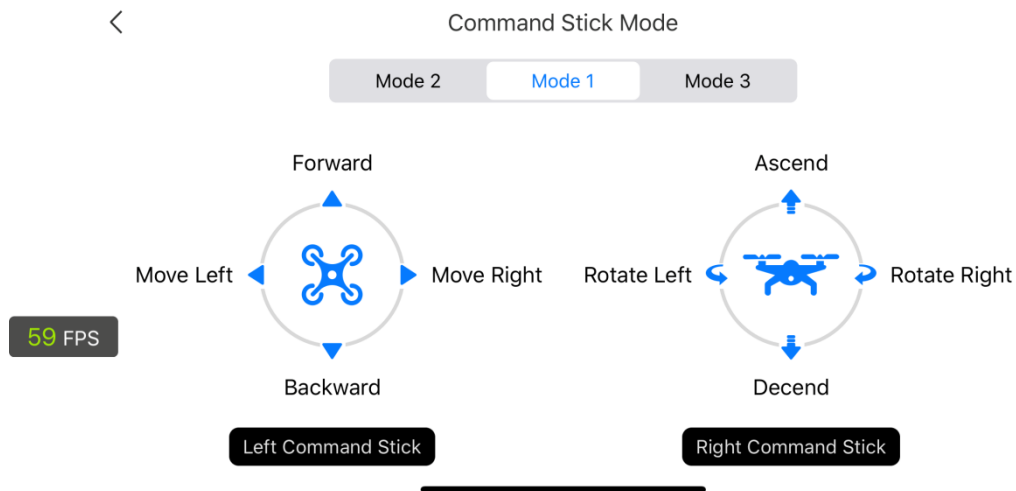 Command Stick Mode
Mode 2 Mode 1 Mode 3
Forward Ascend
Move Left Move Right Rotate Left Rotate Right
59 FPS
Backward Decend
Left Command Stick Right Command Stick